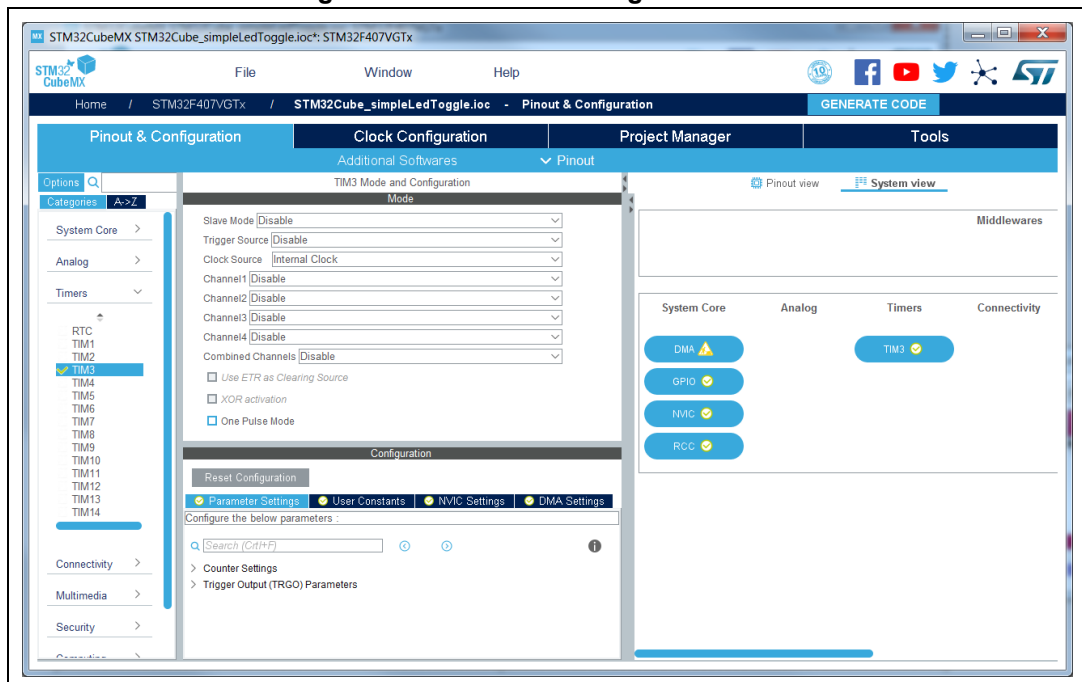 STM32CubeMX STM32Cube_simpleLedToggle.ioc*: STM32F407VGTx
STM32 CubeMX File Window Help 10
Home / STM32F407VGTx / STM32Cube_simpleLedToggle.ioc - Pinout & Configuration GENERATE CODE
Pinout & Configuration Clock Configuration Project Manager Tools
Additional Softwares Pinout
Options
Categories A->Z
System Core
Analog
Timers
RTC
TIM1
TIM2
TIM3
TIM4
TIM5
TIM6
TIM7
TIM8
TIM9
TIM10
TIM11
TIM12
TIM13
TIM14
Connectivity
Multimedia
Security
TIM3 Mode and Configuration
Mode
Slave Mode Disable
Trigger Source Disable
Clock Source Internal Clock
Channel1 Disable
Channel2 Disable
Channel3 Disable
Channel4 Disable
Combined Channels Disable
Use ETR as Clearing Source
XOR activation
One Pulse Mode
Configuration
Reset Configuration
Parameter Settings User Constants NVIC Settings DMA Settings
Configure the below parameters :
Search (Crtl+F)
> Counter Settings
> Trigger Output (TRGO) Parameters
Pinout view System view
Middlewares
System Core Analog Timers Connectivity
DMA TIM3
GPIO
NVIC
RCC